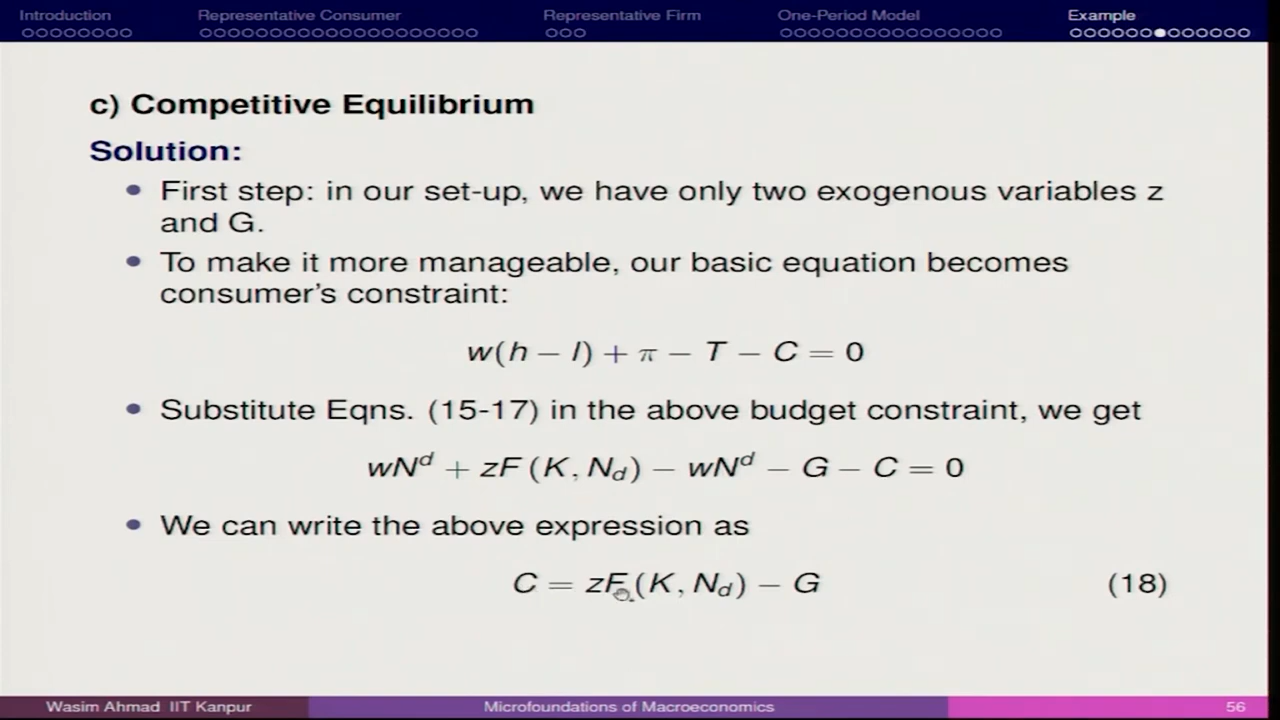 Introduction Representative Consumer Representative Firm One-Period Model Example
c) Competitive Equilibrium
Solution:
First step: in our set-up, we have only two exogenous variables z
and G.
To make it more manageable, our basic equation becomes
consumer's constraint:
w(h − l) + π − T − C = 0
Substitute Eqns. (15-17) in the above budget constraint, we get
wN^d + zF (K, N_d) − wN^d − G − C = 0
We can write the above expression as
C = zF (K, N_d) − G (18)
Wasim Ahmad IIT Kanpur Microfoundations of Macroeconomics 56